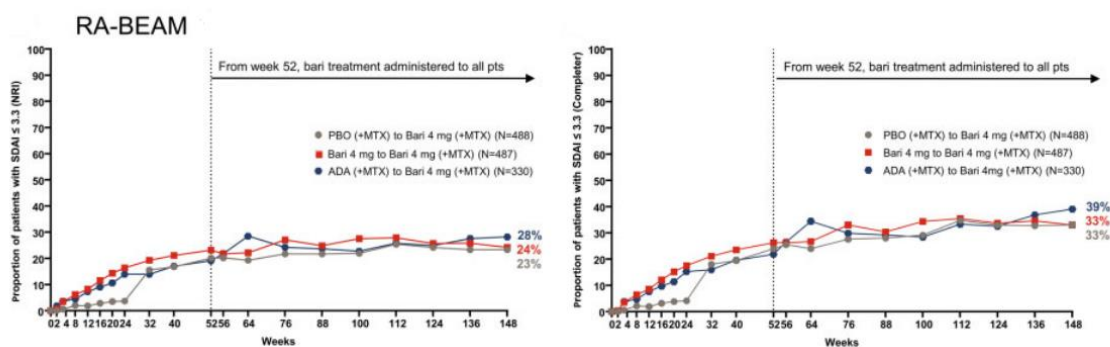 RA-BEAM
Proportion of patients with SDAI ≤ 3.3 (NRI)
100
90
80
70
60
50
40
30
20
10
0
From week 52, bari treatment administered to all pts
PBO (+MTX) to Bari 4 mg (+MTX) (N=488)
Bari 4 mg to Bari 4 mg (+MTX) (N=487)
ADA (+MTX) to Bari 4 mg (+MTX) (N=330)
28%
24%
23%
0 2 4 8 12 16 20 24 32 40 52 56 64 76 88 100 112 124 136 148
Weeks
Proportion of patients with SDAI ≤ 3.3 (Completer)
100
90
80
70
60
50
40
30
20
10
0
From week 52, bari treatment administered to all pts
PBO (+MTX) to Bari 4 mg (+MTX) (N=488)
Bari 4 mg to Bari 4 mg (+MTX) (N=487)
ADA (+MTX) to Bari 4mg (+MTX) (N=330)
39%
33%
33%
0 2 4 8 12 16 20 24 32 40 52 56 64 76 88 100 112 124 136 148
Weeks